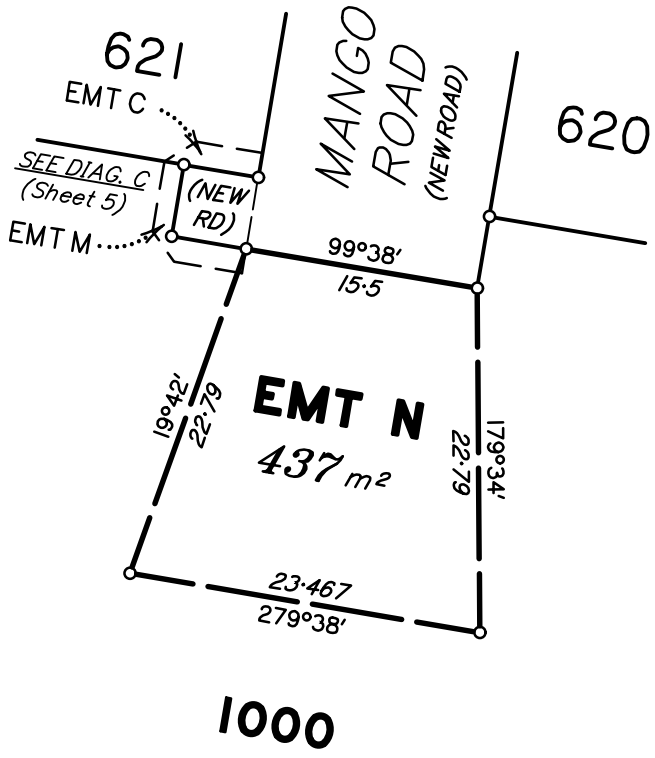 621
EMT C
MANGO
ROAD
(NEW ROAD)
620
SEE DIAG. C
(Sheet 5)
(NEW
RD)
EMT M
99°38'
15·5
EMT N
437 m²
19°42'
22·79
179°34'
22·79
23·467
279°38'
1000